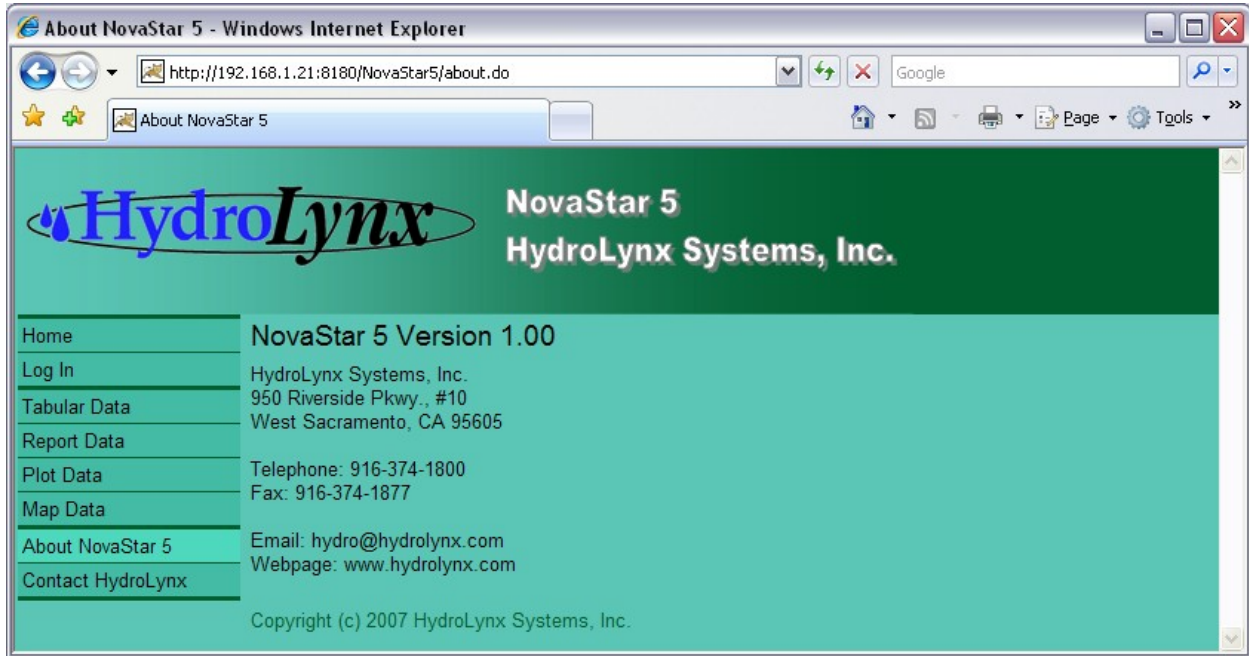 About NovaStar 5 - Windows Internet Explorer
http://192.168.1.21:8180/NovaStar5/about.do
Google
About NovaStar 5
Page
Tools
»
HydroLynx
NovaStar 5
HydroLynx Systems, Inc.
Home
Log In
Tabular Data
Report Data
Plot Data
Map Data
About NovaStar 5
Contact HydroLynx
NovaStar 5 Version 1.00
HydroLynx Systems, Inc.
950 Riverside Pkwy., #10
West Sacramento, CA 95605
Telephone: 916-374-1800
Fax: 916-374-1877
Email: hydro@hydrolynx.com
Webpage: www.hydrolynx.com
Copyright (c) 2007 HydroLynx Systems, Inc.